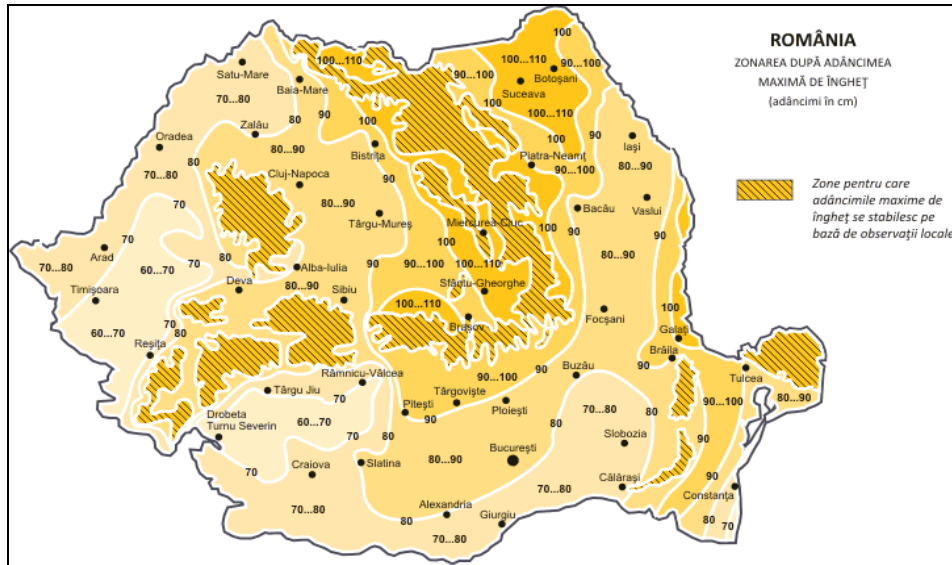 ROMÂNIA
ZONAREA DUPĂ ADÂNCIMEA
MAXIMĂ DE ÎNGHEȚ
(adâncimi în cm)
Zone pentru care
adâncimile maxime de
îngheț se stabilesc pe
bază de observații locale
100
100...110
90...100
90...100
Botoșani
Satu-Mare
Baia-Mare
Suceava
70...80
100
80
90
100...110
100
Zalău
90
Iași
Oradea
80
80...90
Bistrița
100
Piatra-Neamț
80...90
70...80
Cluj-Napoca
90
90...100
70
80...90
Vaslui
Târgu-Mureș
Bacău
Miercurea-Ciuc
90
70
100
100
90
Arad
80
90...100
80...90
70...80
60...70
70
Alba-Iulia
90
100...110
Deva
80...90
Sfântu-Gheorghe
Timișoara
Sibiu
100...110
100
Focșani
70
Brașov
60...70
80
Galați
Reșița
Brăila
Râmnicu-Vâlcea
90...100
90
Buzău
90
Tulcea
Târgu Jiu
70
Târgoviște
80...90
Pitești
Ploiești
90...100
Drobeta
Turnu Severin
60...70
90
70...80
80
70
80
Slobozia
90
Slatina
80...90
București
70
Craiova
90
Călărași
70...80
70...80
Constanța
Alexandria
80
Giurgiu
80
70
70...80